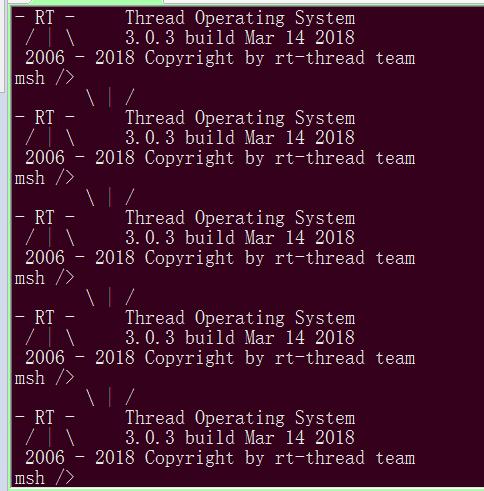 - RT -     Thread Operating System
 / | \     3.0.3 build Mar 14 2018
 2006 - 2018 Copyright by rt-thread team
msh />
       \ | /
- RT -     Thread Operating System
 / | \     3.0.3 build Mar 14 2018
 2006 - 2018 Copyright by rt-thread team
msh />
       \ | /
- RT -     Thread Operating System
 / | \     3.0.3 build Mar 14 2018
 2006 - 2018 Copyright by rt-thread team
msh />
       \ | /
- RT -     Thread Operating System
 / | \     3.0.3 build Mar 14 2018
 2006 - 2018 Copyright by rt-thread team
msh />
       \ | /
- RT -     Thread Operating System
 / | \     3.0.3 build Mar 14 2018
 2006 - 2018 Copyright by rt-thread team
msh />